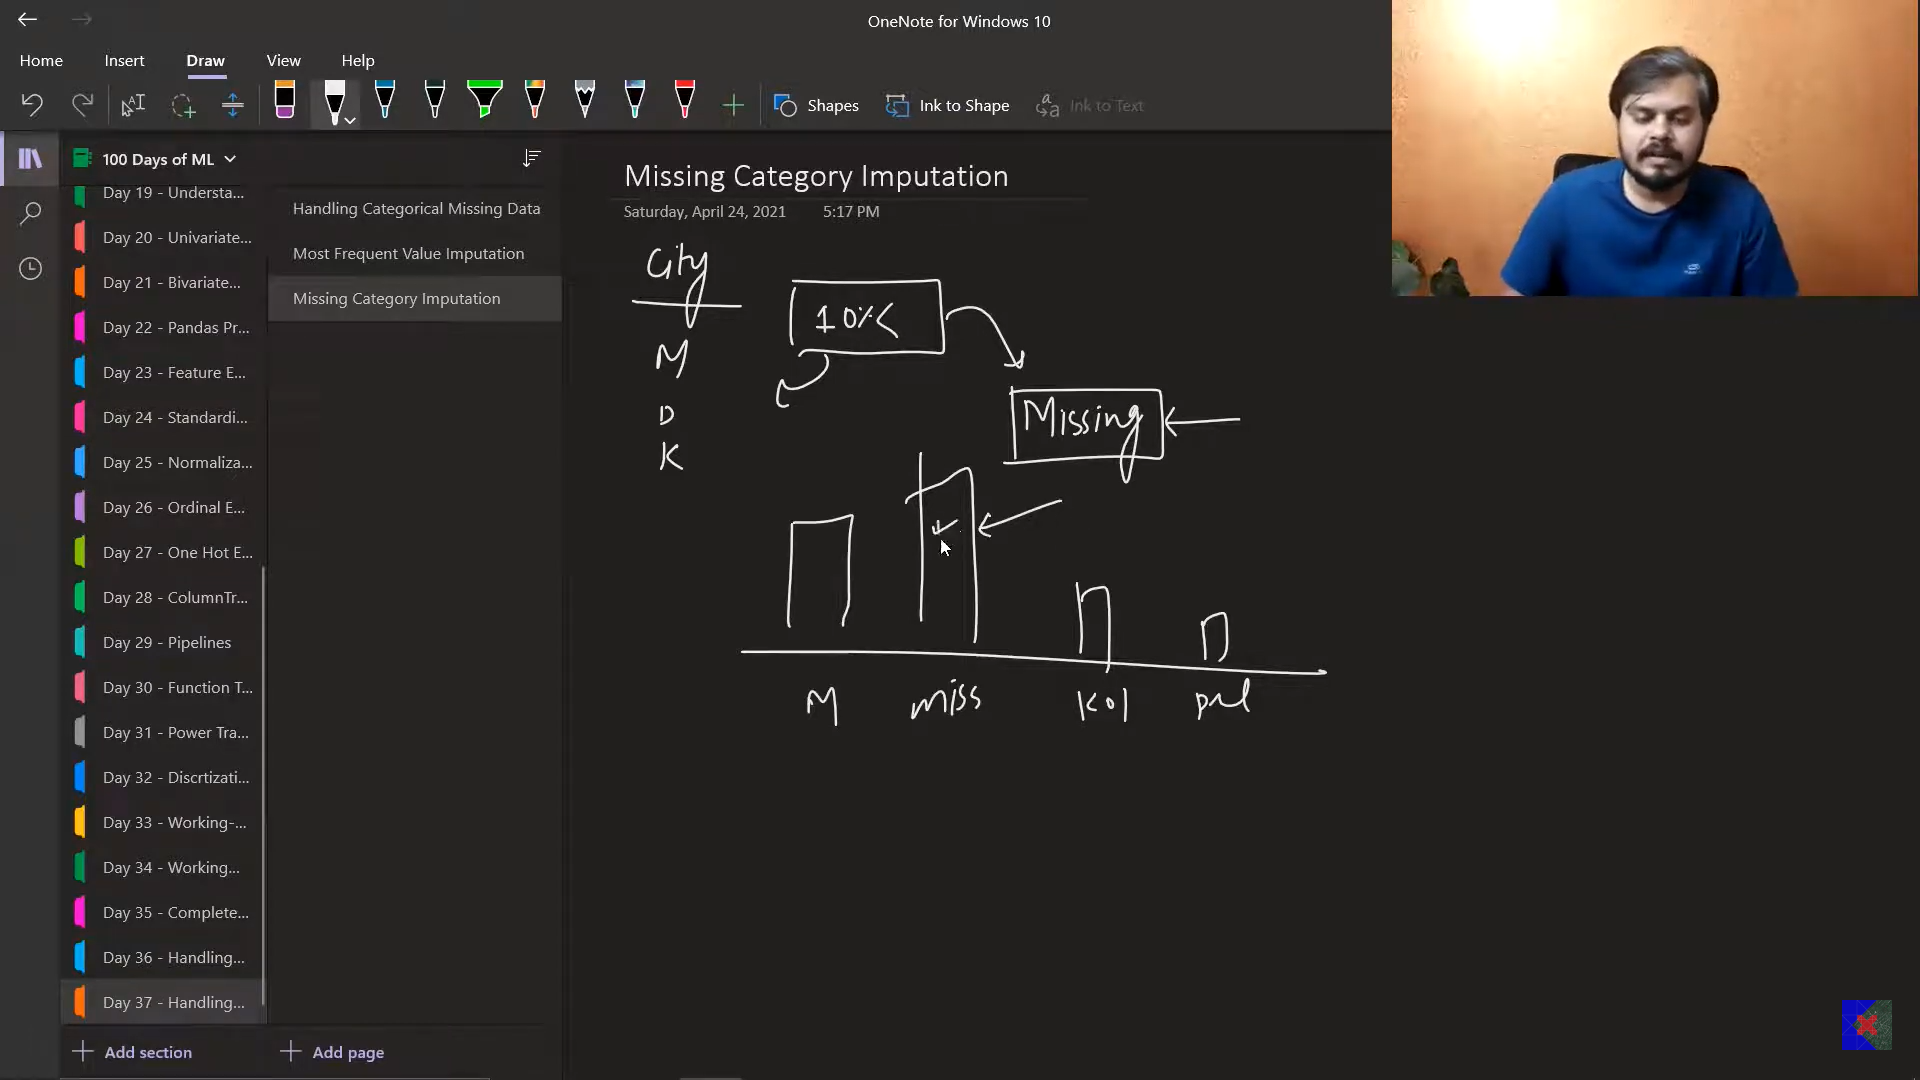 OneNote for Windows 10
Home Insert Draw View Help
Shapes Ink to Shape Ink to Text
100 Days of ML
Day 19 - Understa...
Day 20 - Univariate...
Day 21 - Bivariate...
Day 22 - Pandas Pr...
Day 23 - Feature E...
Day 24 - Standardi...
Day 25 - Normaliza...
Day 26 - Ordinal E...
Day 27 - One Hot E...
Day 28 - ColumnTr...
Day 29 - Pipelines
Day 30 - Function T...
Day 31 - Power Tra...
Day 32 - Discrtizati...
Day 33 - Working-...
Day 34 - Working...
Day 35 - Complete...
Day 36 - Handling...
Day 37 - Handling...
Add section
Handling Categorical Missing Data
Most Frequent Value Imputation
Missing Category Imputation
Add page
Missing Category Imputation
Saturday, April 24, 2021 5:17 PM
City
10%<
M
D
K
Missing
M miss kol